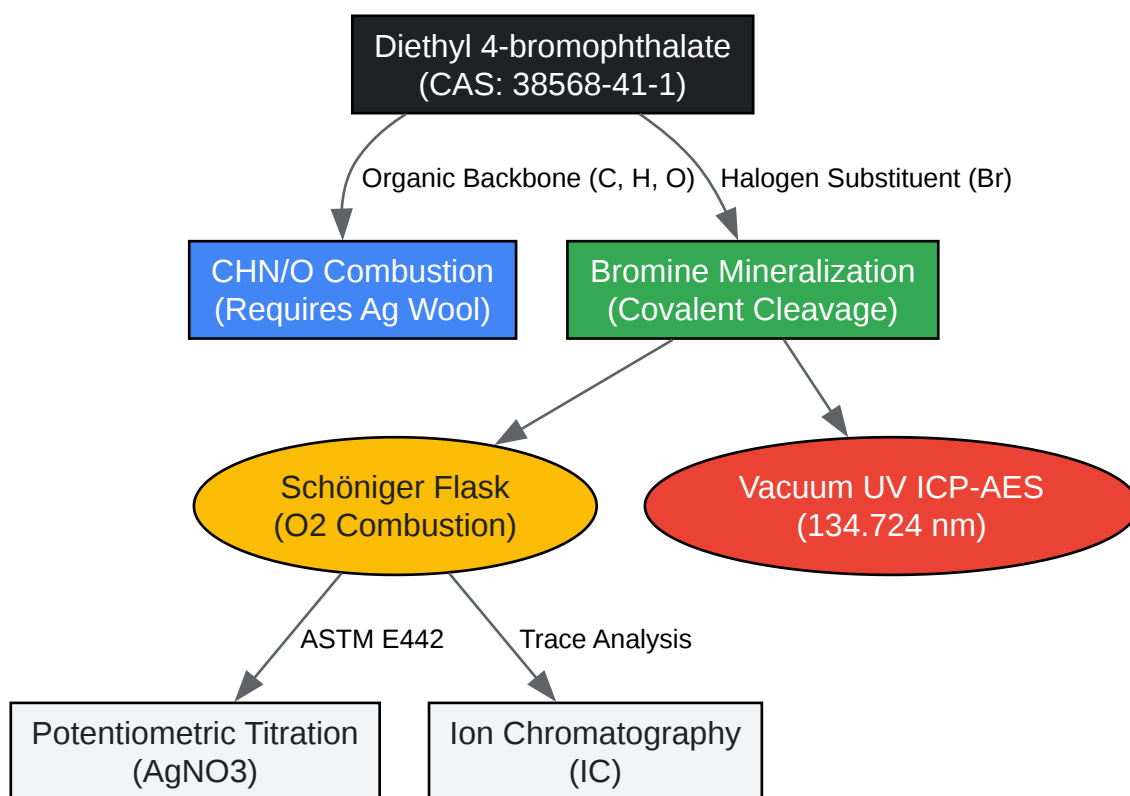 Diethyl 4-bromophthalate
(CAS: 38568-41-1)
Organic Backbone (C, H, O)
Halogen Substituent (Br)
CHN/O Combustion
(Requires Ag Wool)
Bromine Mineralization
(Covalent Cleavage)
Schöniger Flask
(O2 Combustion)
Vacuum UV ICP-AES
(134.724 nm)
ASTM E442
Trace Analysis
Potentiometric Titration
(AgNO3)
Ion Chromatography
(IC)